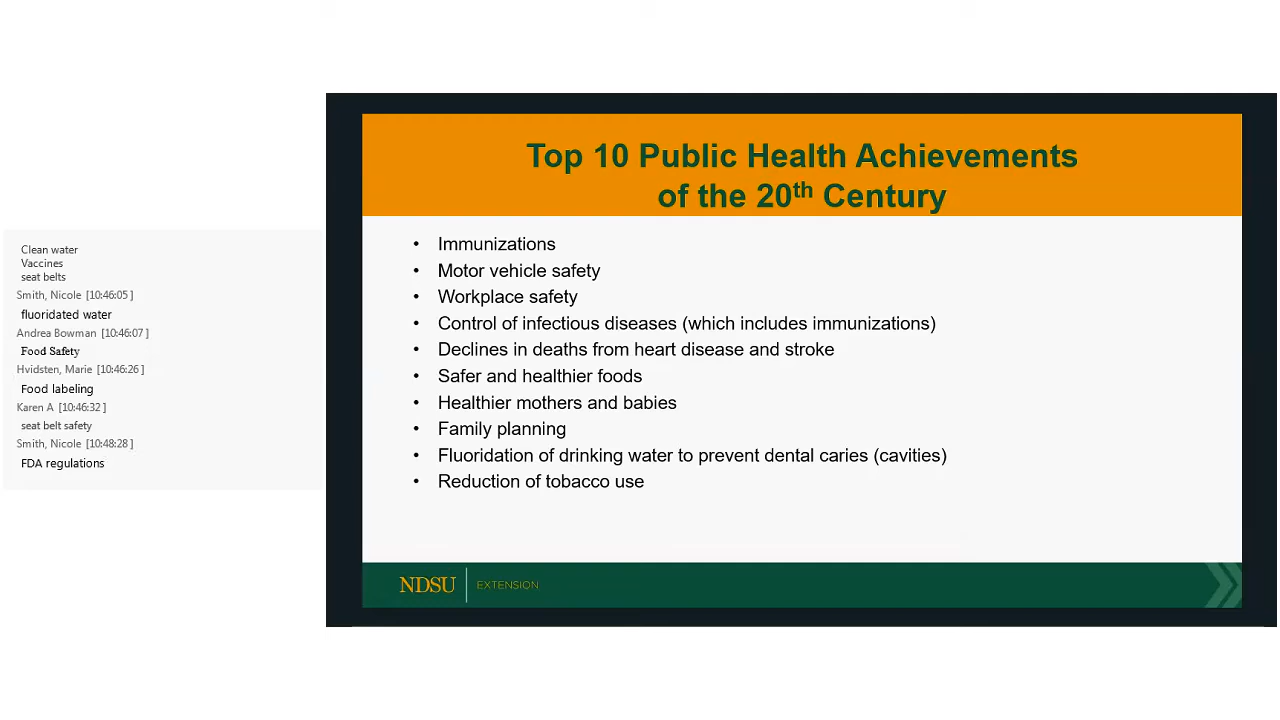 Clean water
Vaccines
seat belts
Smith, Nicole [10:46:05 ]
fluoridated water
Andrea Bowman [10:46:07 ]
Food Safety
Hvidsten, Marie [10:46:26 ]
Food labeling
Karen A [10:46:32 ]
seat belt safety
Smith, Nicole [10:48:28 ]
FDA regulations
Top 10 Public Health Achievements
of the 20th Century
• Immunizations
• Motor vehicle safety
• Workplace safety
• Control of infectious diseases (which includes immunizations)
• Declines in deaths from heart disease and stroke
• Safer and healthier foods
• Healthier mothers and babies
• Family planning
• Fluoridation of drinking water to prevent dental caries (cavities)
• Reduction of tobacco use
NDSU EXTENSION